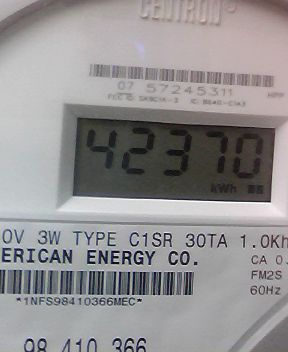 CENTRON
07 57245311
42370
kWh
0V 3W TYPE C1SR 30TA 1.0Kh
ERICAN ENERGY CO.
CA 0.
FM2S
60Hz
*1NFS98410366MEC*
98 410 366